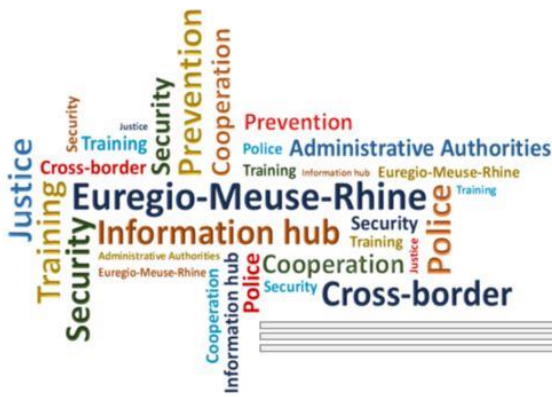 Prevention
Cooperation
Security
Security
Justice
Training
Cross-border
Justice
Training
Security
Prevention
Police
Administrative Authorities
Training
Information hub
Euregio-Meuse-Rhine
Euregio-Meuse-Rhine
Training
Information hub
Security
Training
Justice
Police
Administrative Authorities
Euregio-Meuse-Rhine
Cooperation
Information hub
Police
Cooperation
Security
Cross-border